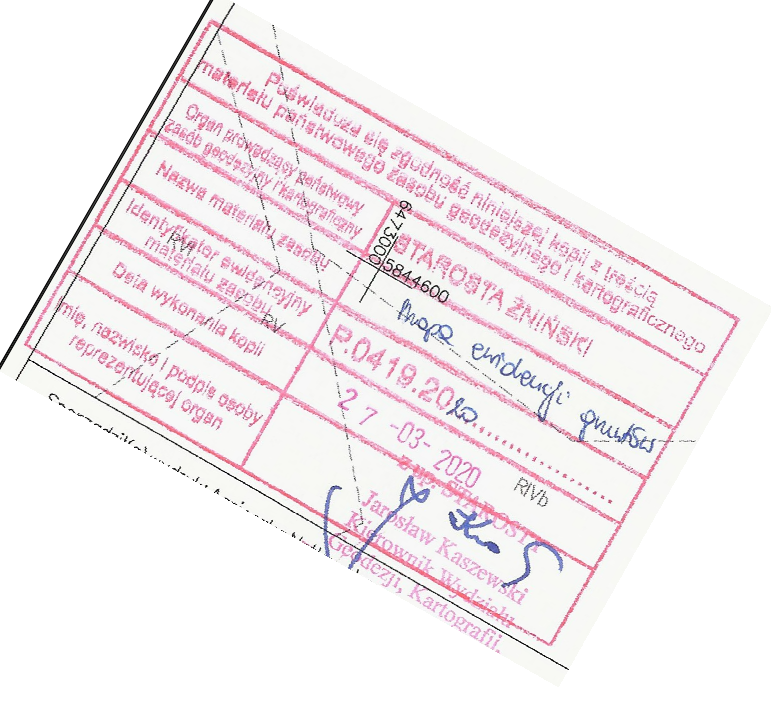 Poświadcza się zgodność niniejszej kopii z treścią
materiału państwowego zasobu geodezyjnego i kartograficznego
Organ prowadzący państwowy
zasób geodezyjny i kartograficzny
STAROSTA ŻNIŃSKI
Nazwa materiału zasobu
Mapa ewidencji gruntów
Identyfikator ewidencyjny
materiału zasobu
P.0419.2020
Data wykonania kopii
27 -03- 2020
Imię, nazwisko i podpis osoby
reprezentującej organ
z up. STAROSTY
Jarosław Kaszewski
Kierownik Wydziału
Geodezji, Kartografii
6473000
5844600
RVI
RV
RIVb